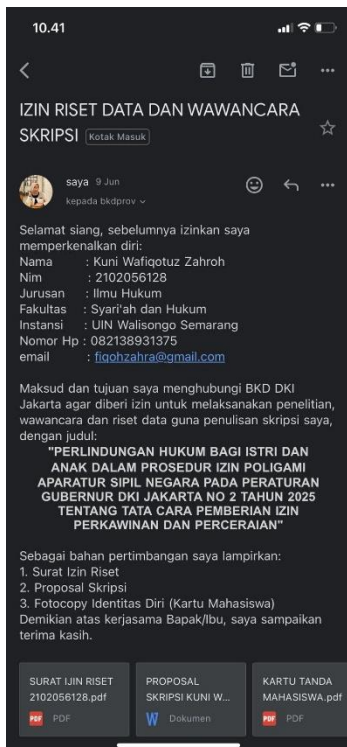 10.41
IZIN RISET DATA DAN WAWANCARA
SKRIPSI Kotak Masuk
saya 9 Jun
kepada bkdprov
Selamat siang, sebelumnya izinkan saya
memperkenalkan diri:
Nama : Kuni Wafiqotuz Zahroh
Nim : 2102056128
Jurusan : Ilmu Hukum
Fakultas : Syari'ah dan Hukum
Instansi : UIN Walisongo Semarang
Nomor Hp : 082138931375
email : fiqohzahra@gmail.com
Maksud dan tujuan saya menghubungi BKD DKI
Jakarta agar diberi izin untuk melaksanakan penelitian,
wawancara dan riset data guna penulisan skripsi saya,
dengan judul:
"PERLINDUNGAN HUKUM BAGI ISTRI DAN
ANAK DALAM PROSEDUR IZIN POLIGAMI
APARATUR SIPIL NEGARA PADA PERATURAN
GUBERNUR DKI JAKARTA NO 2 TAHUN 2025
TENTANG TATA CARA PEMBERIAN IZIN
PERKAWINAN DAN PERCERAIAN"
Sebagai bahan pertimbangan saya lampirkan:
1. Surat Izin Riset
2. Proposal Skripsi
3. Fotocopy Identitas Diri (Kartu Mahasiswa)
Demikian atas kerjasama Bapak/Ibu, saya sampaikan
terima kasih.
SURAT IJIN RISET
2102056128.pdf
PDF PDF
PROPOSAL
SKRIPSI KUNI W...
W Dokumen
KARTU TANDA
MAHASISWA.pdf
PDF PDF